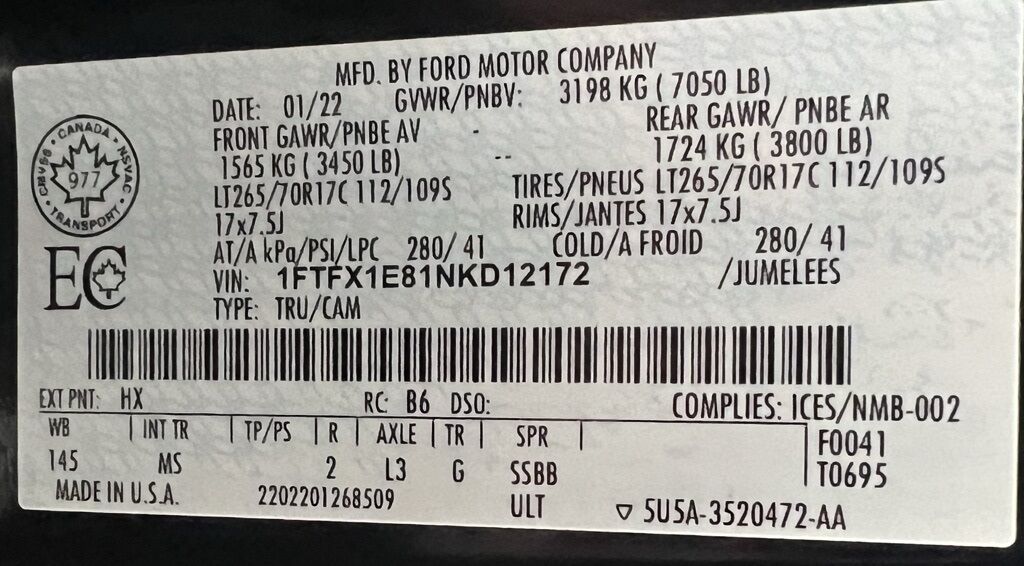 MFD. BY FORD MOTOR COMPANY
DATE: 01/22 GVWR/PNBV: 3198 KG ( 7050 LB)
FRONT GAWR/PNBE AV - REAR GAWR/ PNBE AR
1565 KG ( 3450 LB) -- 1724 KG ( 3800 LB)
LT265/70R17C 112/109S TIRES/PNEUS LT265/70R17C 112/109S
17x7.5J RIMS/JANTES 17x7.5J
AT/A kPa/PSI/LPC 280/ 41 COLD/A FROID 280/ 41
VIN: 1FTFX1E81NKD12172 /JUMELEES
TYPE: TRU/CAM
CANADA
977
TRANSPORT
NSVAC
CMVSS
EC
EXT PNT: HX RC: B6 DSO: COMPLIES: ICES/NMB-002
WB | INT TR | TP/PS | R | AXLE | TR | SPR | F0041
145 MS 2 L3 G SSBB T0695
MADE IN U.S.A. 2202201268509 ULT ▽ 5U5A-3520472-AA